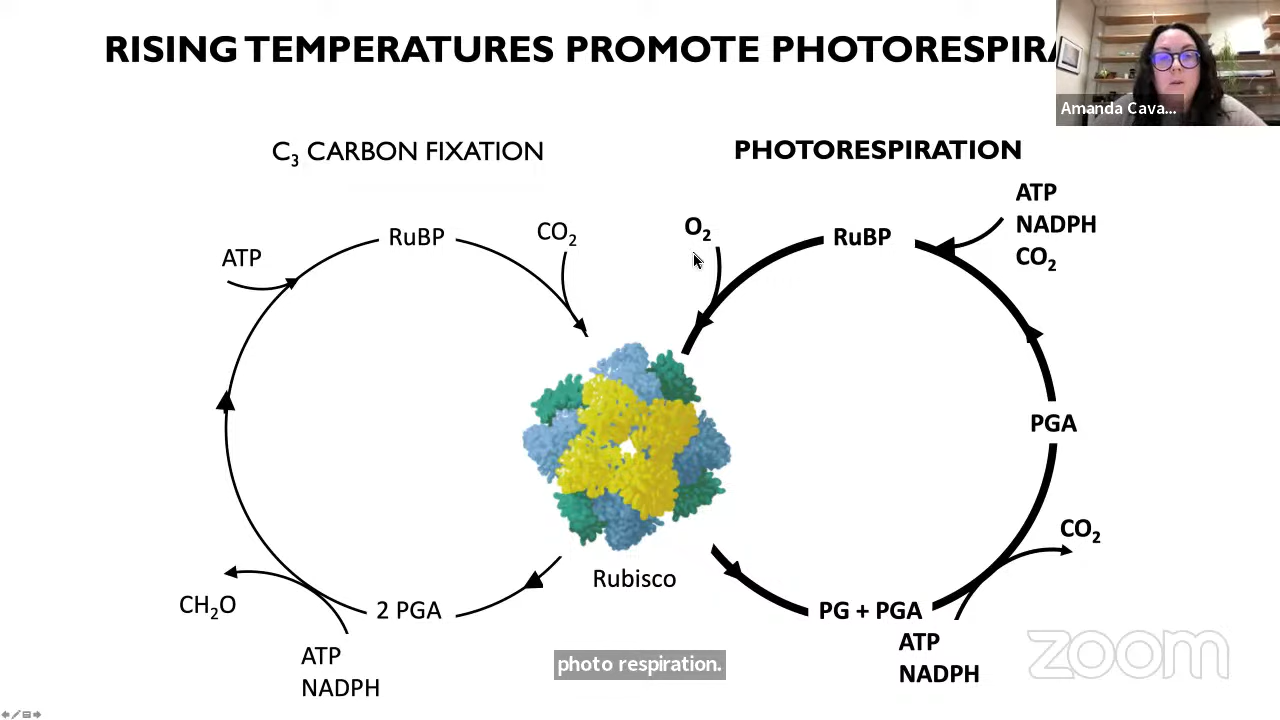 RISING TEMPERATURES PROMOTE PHOTORESPIRA
Amanda Cava...
C3 CARBON FIXATION
PHOTORESPIRATION
ATP
RuBP
CO2
O2
RuBP
ATP
NADPH
CO2
PGA
CO2
Rubisco
CH2O
2 PGA
PG + PGA
ATP
NADPH
ATP
NADPH
photo respiration.
zoom